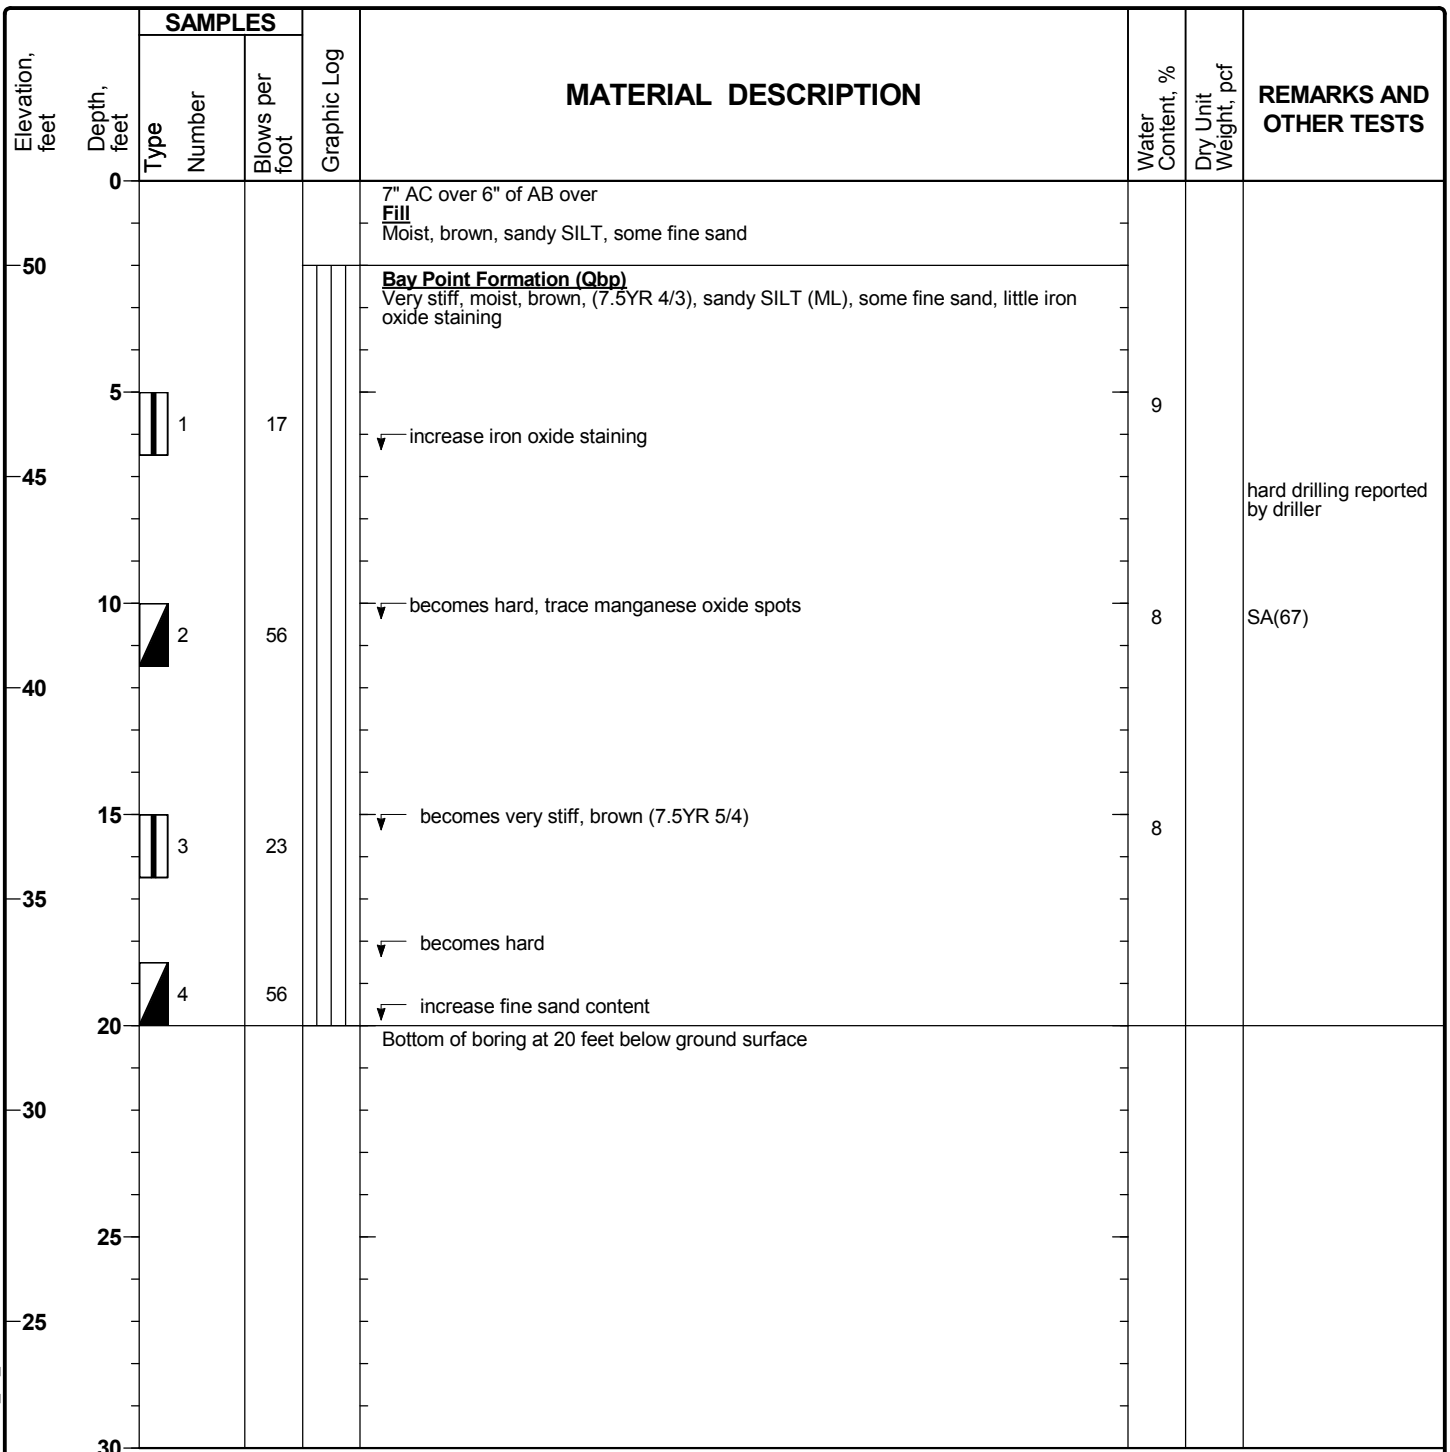 SAMPLES
Elevation,
feet
Depth,
feet
Type
Number
Blows per
foot
Graphic Log
MATERIAL DESCRIPTION
Water
Content, %
Dry Unit
Weight, pcf
REMARKS AND
OTHER TESTS
0
7" AC over 6" of AB over
Fill
Moist, brown, sandy SILT, some fine sand
50
Bay Point Formation (Qbp)
Very stiff, moist, brown, (7.5YR 4/3), sandy SILT (ML), some fine sand, little iron
oxide staining
5
1
17
9
increase iron oxide staining
45
hard drilling reported
by driller
10
becomes hard, trace manganese oxide spots
2
56
8
SA(67)
40
15
becomes very stiff, brown (7.5YR 5/4)
3
23
8
35
becomes hard
4
56
increase fine sand content
20
Bottom of boring at 20 feet below ground surface
30
25
25
30